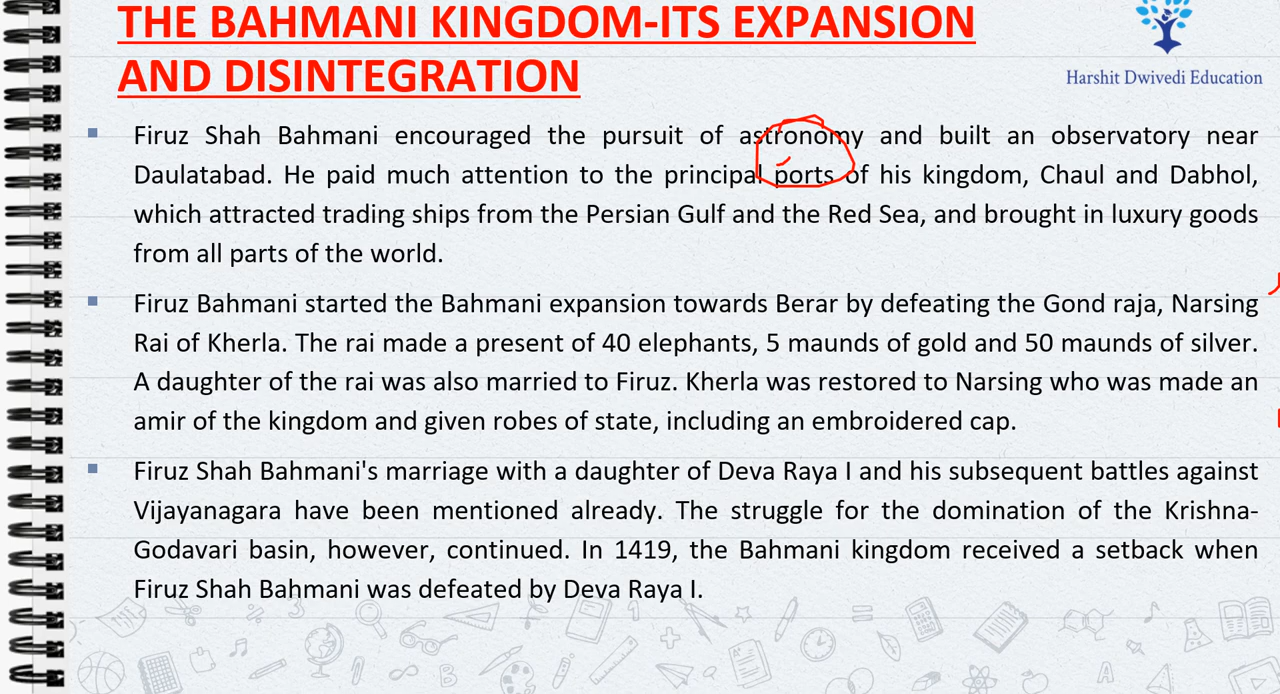 THE BAHMANI KINGDOM-ITS EXPANSION
AND DISINTEGRATION
Harshit Dwivedi Education
▪ Firuz Shah Bahmani encouraged the pursuit of astronomy and built an observatory near
Daulatabad. He paid much attention to the principal ports of his kingdom, Chaul and Dabhol,
which attracted trading ships from the Persian Gulf and the Red Sea, and brought in luxury goods
from all parts of the world.
▪ Firuz Bahmani started the Bahmani expansion towards Berar by defeating the Gond raja, Narsing
Rai of Kherla. The rai made a present of 40 elephants, 5 maunds of gold and 50 maunds of silver.
A daughter of the rai was also married to Firuz. Kherla was restored to Narsing who was made an
amir of the kingdom and given robes of state, including an embroidered cap.
▪ Firuz Shah Bahmani's marriage with a daughter of Deva Raya I and his subsequent battles against
Vijayanagara have been mentioned already. The struggle for the domination of the Krishna-
Godavari basin, however, continued. In 1419, the Bahmani kingdom received a setback when
Firuz Shah Bahmani was defeated by Deva Raya I.